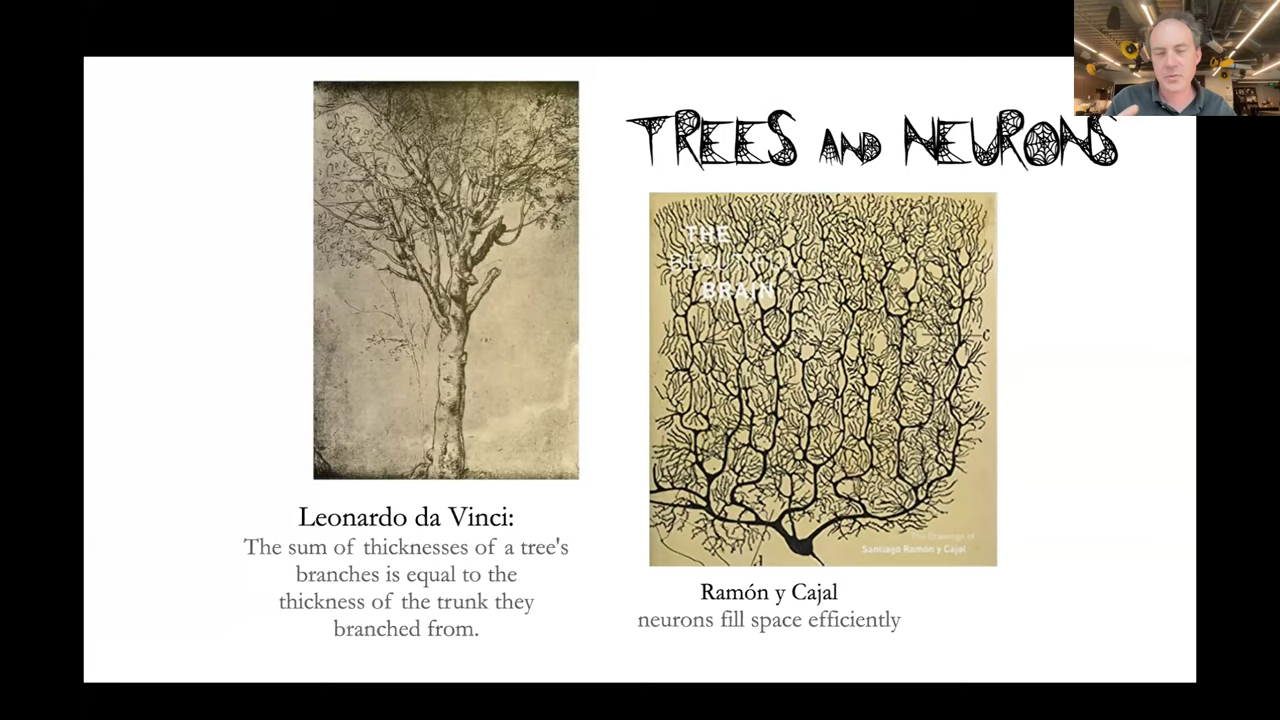 TREES AND NEURONS
THE
BEAUTIFUL
BRAIN
c
d
The Drawings of
Santiago Ramón y Cajal
Leonardo da Vinci:
The sum of thicknesses of a tree's
branches is equal to the
thickness of the trunk they
branched from.
Ramón y Cajal
neurons fill space efficiently